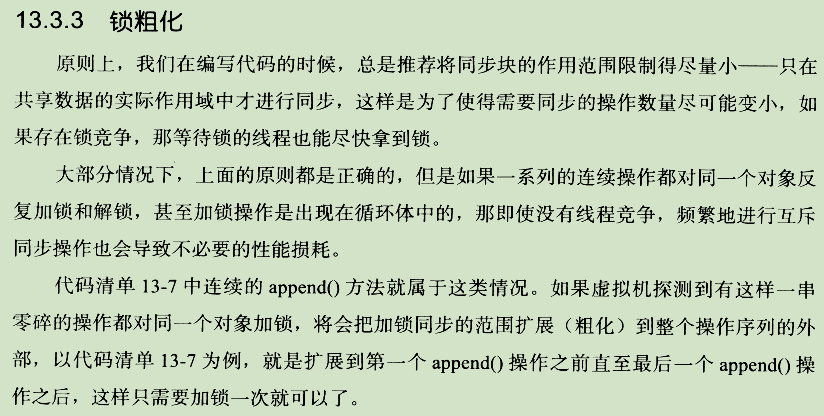 13.3.3 锁粗化
原则上，我们在编写代码的时候，总是推荐将同步块的作用范围限制得尽量小——只在
共享数据的实际作用域中才进行同步，这样是为了使得需要同步的操作数量尽可能变小，如
果存在锁竞争，那等待锁的线程也能尽快拿到锁。
大部分情况下，上面的原则都是正确的，但是如果一系列的连续操作都对同一个对象反
复加锁和解锁，甚至加锁操作是出现在循环体中的，那即使没有线程竞争，频繁地进行互斥
同步操作也会导致不必要的性能损耗。
代码清单 13-7 中连续的 append() 方法就属于这类情况。如果虚拟机探测到有这样一串
零碎的操作都对同一个对象加锁，将会把加锁同步的范围扩展（粗化）到整个操作序列的外
部，以代码清单 13-7 为例，就是扩展到第一个 append() 操作之前直至最后一个 append() 操
作之后，这样只需要加锁一次就可以了。